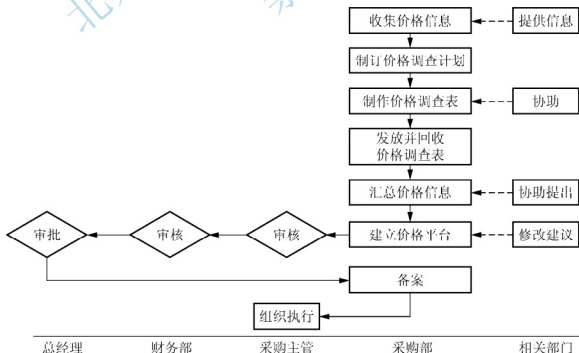 收集价格信息 提供信息
制订价格调查计划
制作价格调查表 协助
发放并回收
价格调查表
汇总价格信息 协助提出
审批 审核 审核 建立价格平台 修改建议
备案
组织执行
总经理 财务部 采购主管 采购部 相关部门